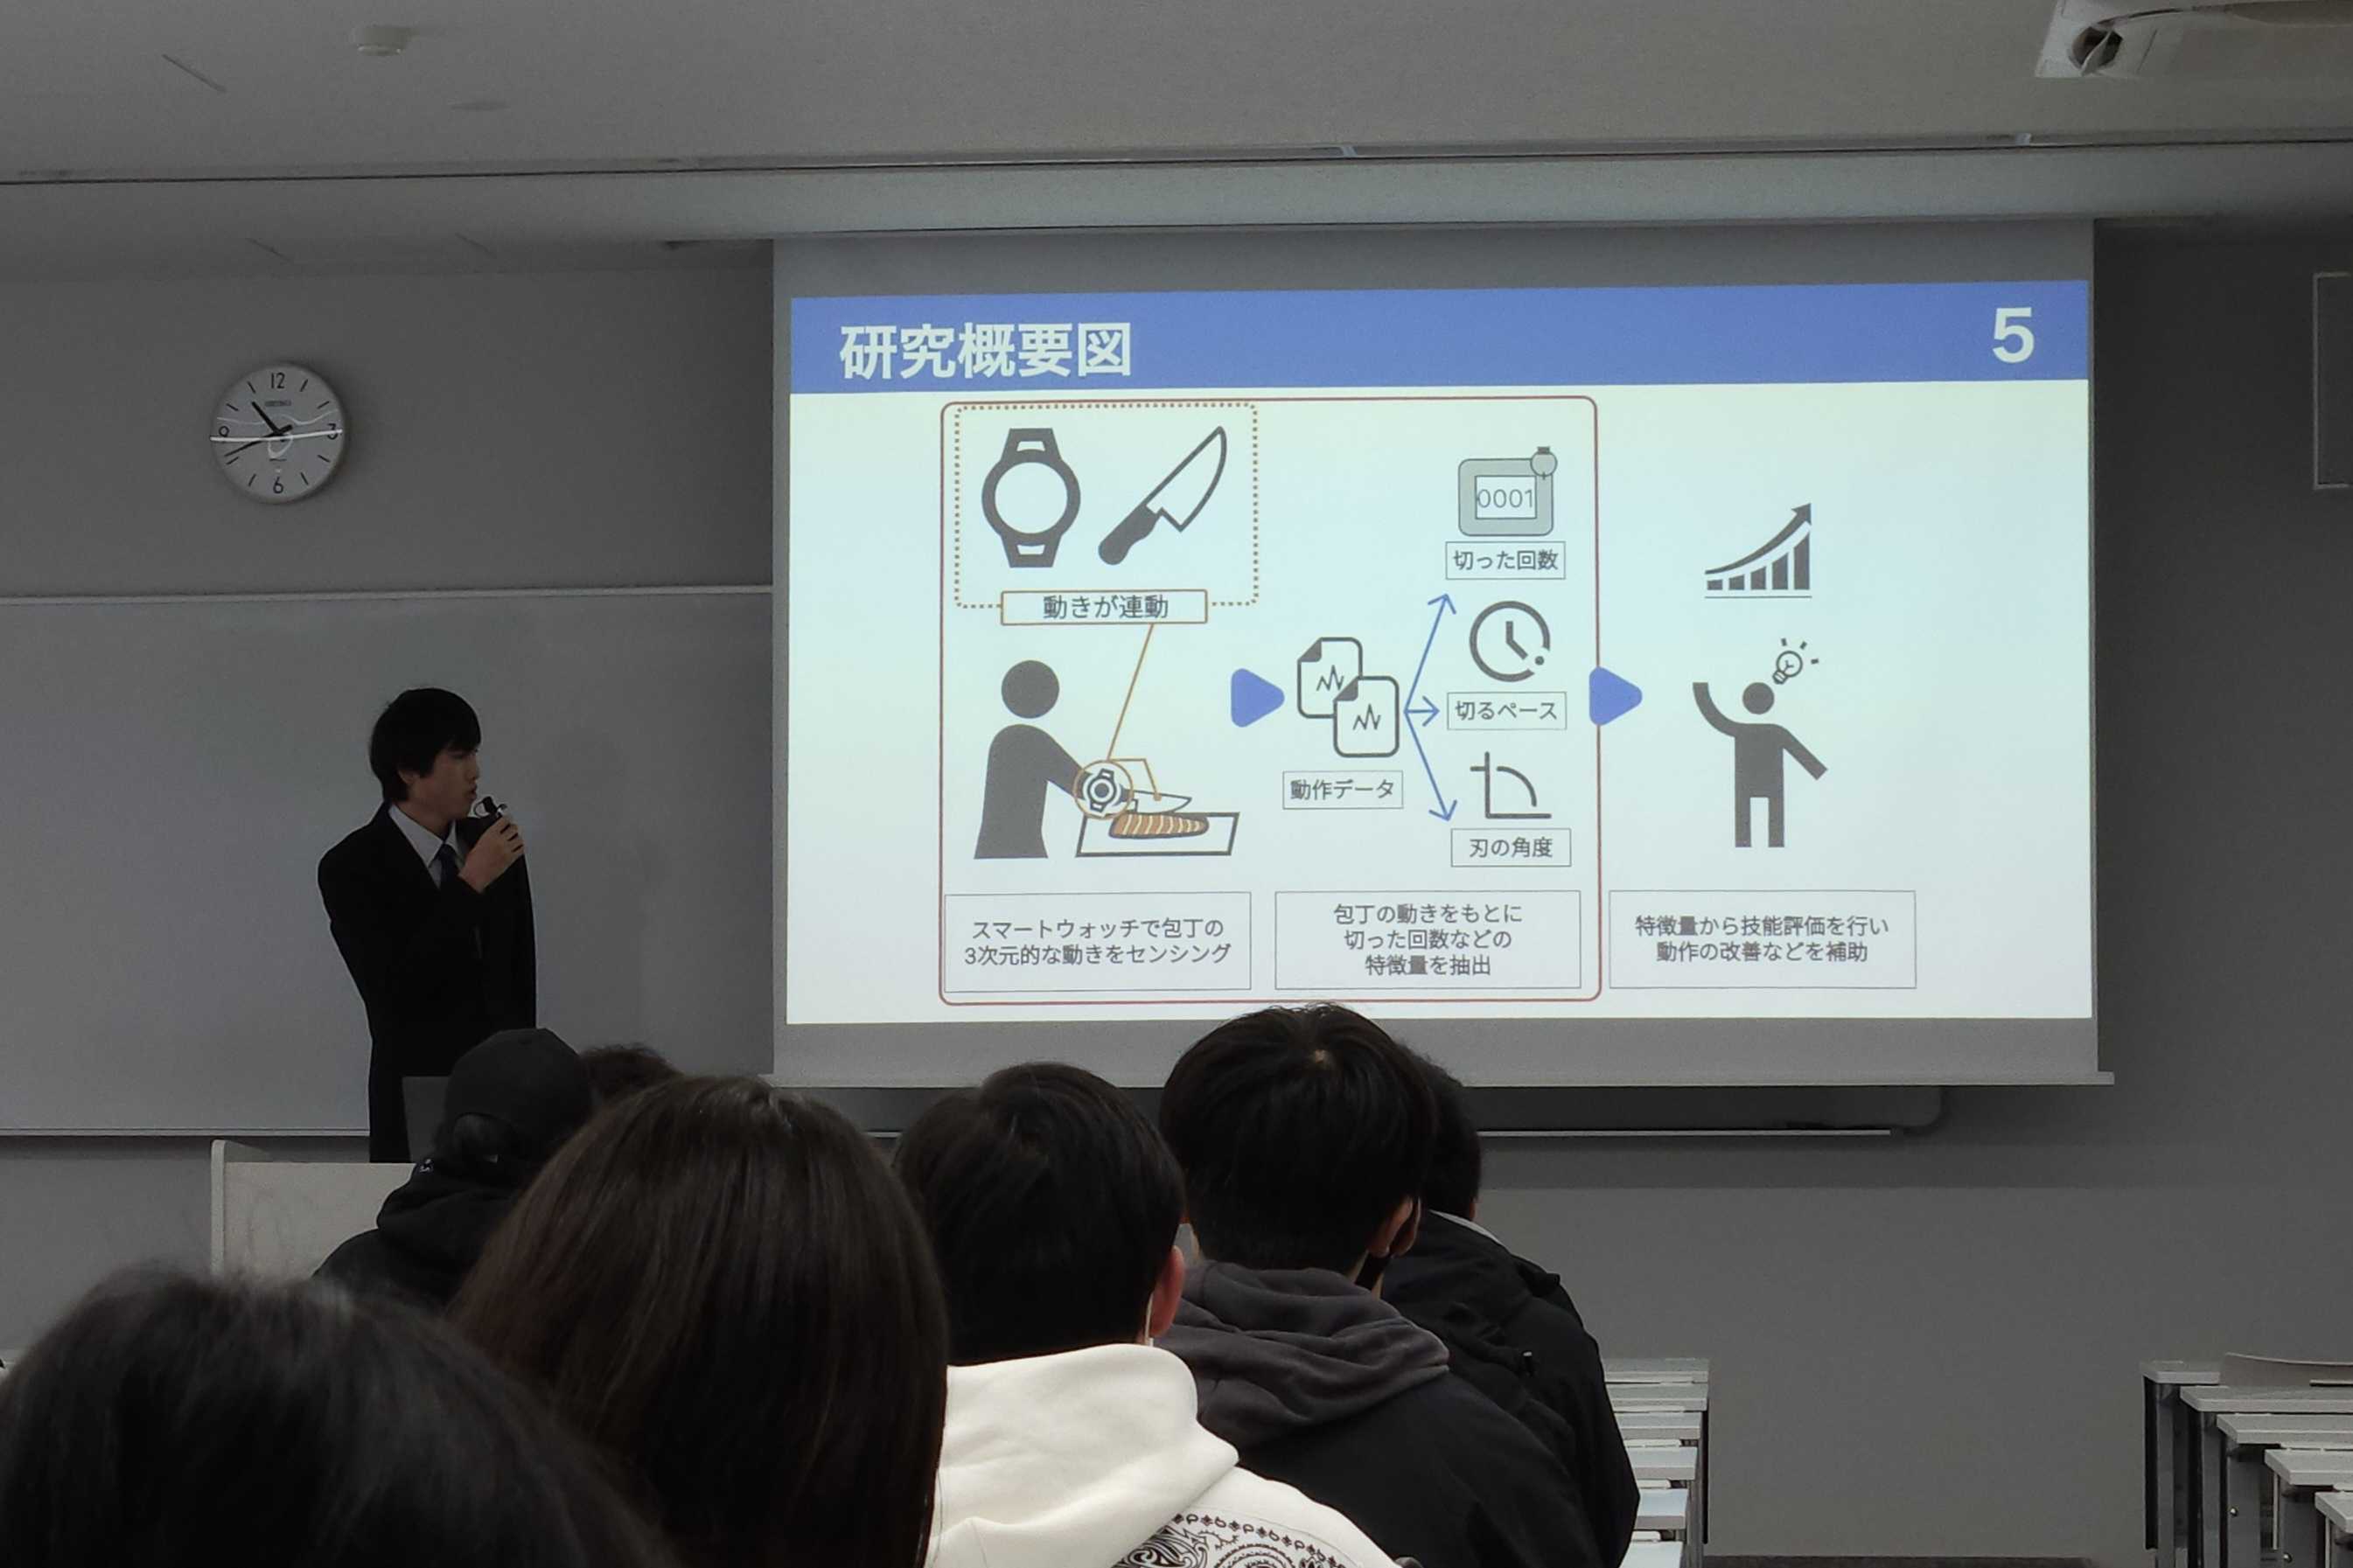 研究概要図
5
動きが連動
0001
切った回数
切るペース
動作データ
刃の角度
スマートウォッチで包丁の
3次元的な動きをセンシング
包丁の動きをもとに
切った回数などの
特徴量を抽出
特徴量から技能評価を行い
動作の改善などを補助
12
9
3
6
SEIKO